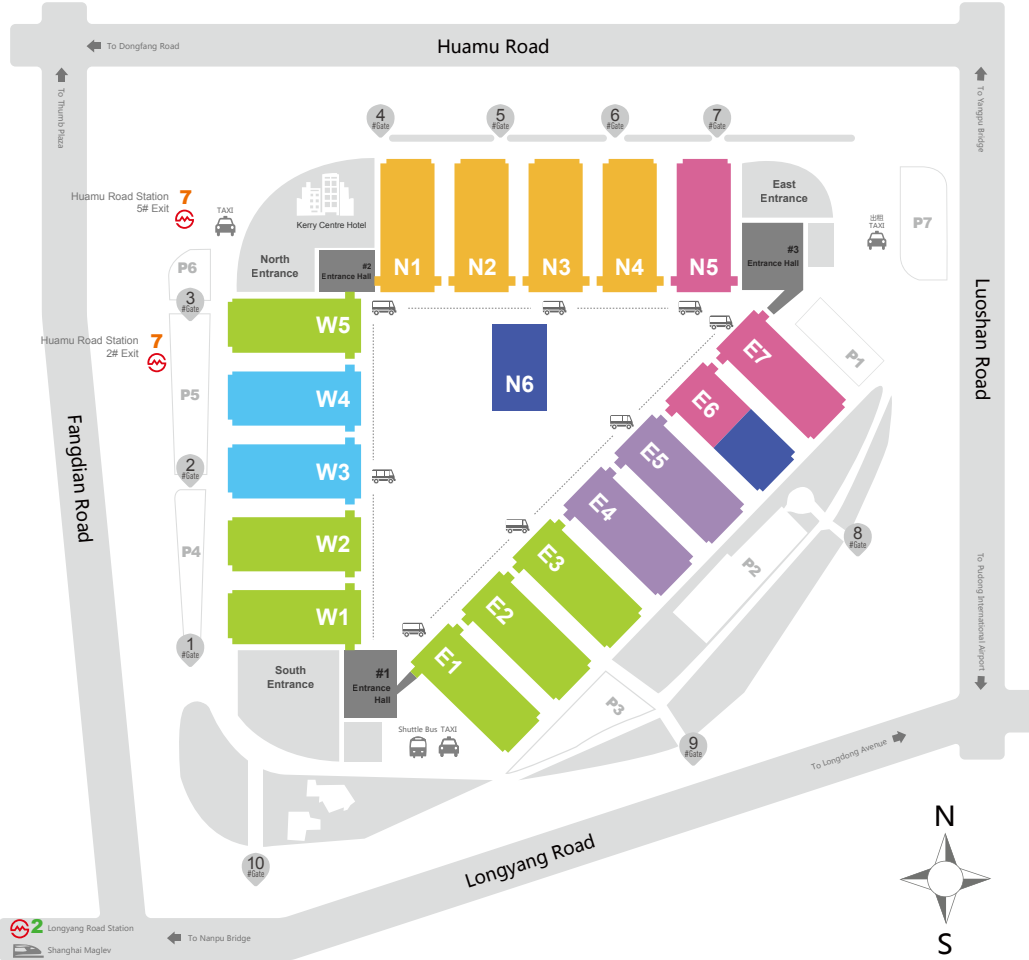 Huamu Road
To Dongfang Road
To Thumb Plaza
To Yangpu Bridge
4
#Gate
5
#Gate
6
#Gate
7
#Gate
Huamu Road Station
5# Exit
7
TAXI
Kerry Centre Hotel
North
Entrance
#2
Entrance Hall
N1
N2
N3
N4
N5
East
Entrance
#3
Entrance Hall
出租
TAXI
P7
P6
3
#Gate
Huamu Road Station
2# Exit
7
P5
W5
W4
W3
W2
W1
N6
E7
E6
E5
E4
E3
E2
E1
P1
Luoshan Road
Fangdian Road
2
#Gate
P4
1
#Gate
P2
8
#Gate
To Pudong International Airport
South
Entrance
#1
Entrance
Hall
Shuttle Bus
TAXI
P3
9
#Gate
To Longdong Avenue
10
#Gate
Longyang Road
N
S
2
Longyang Road Station
Shanghai Maglev
To Nanpu Bridge